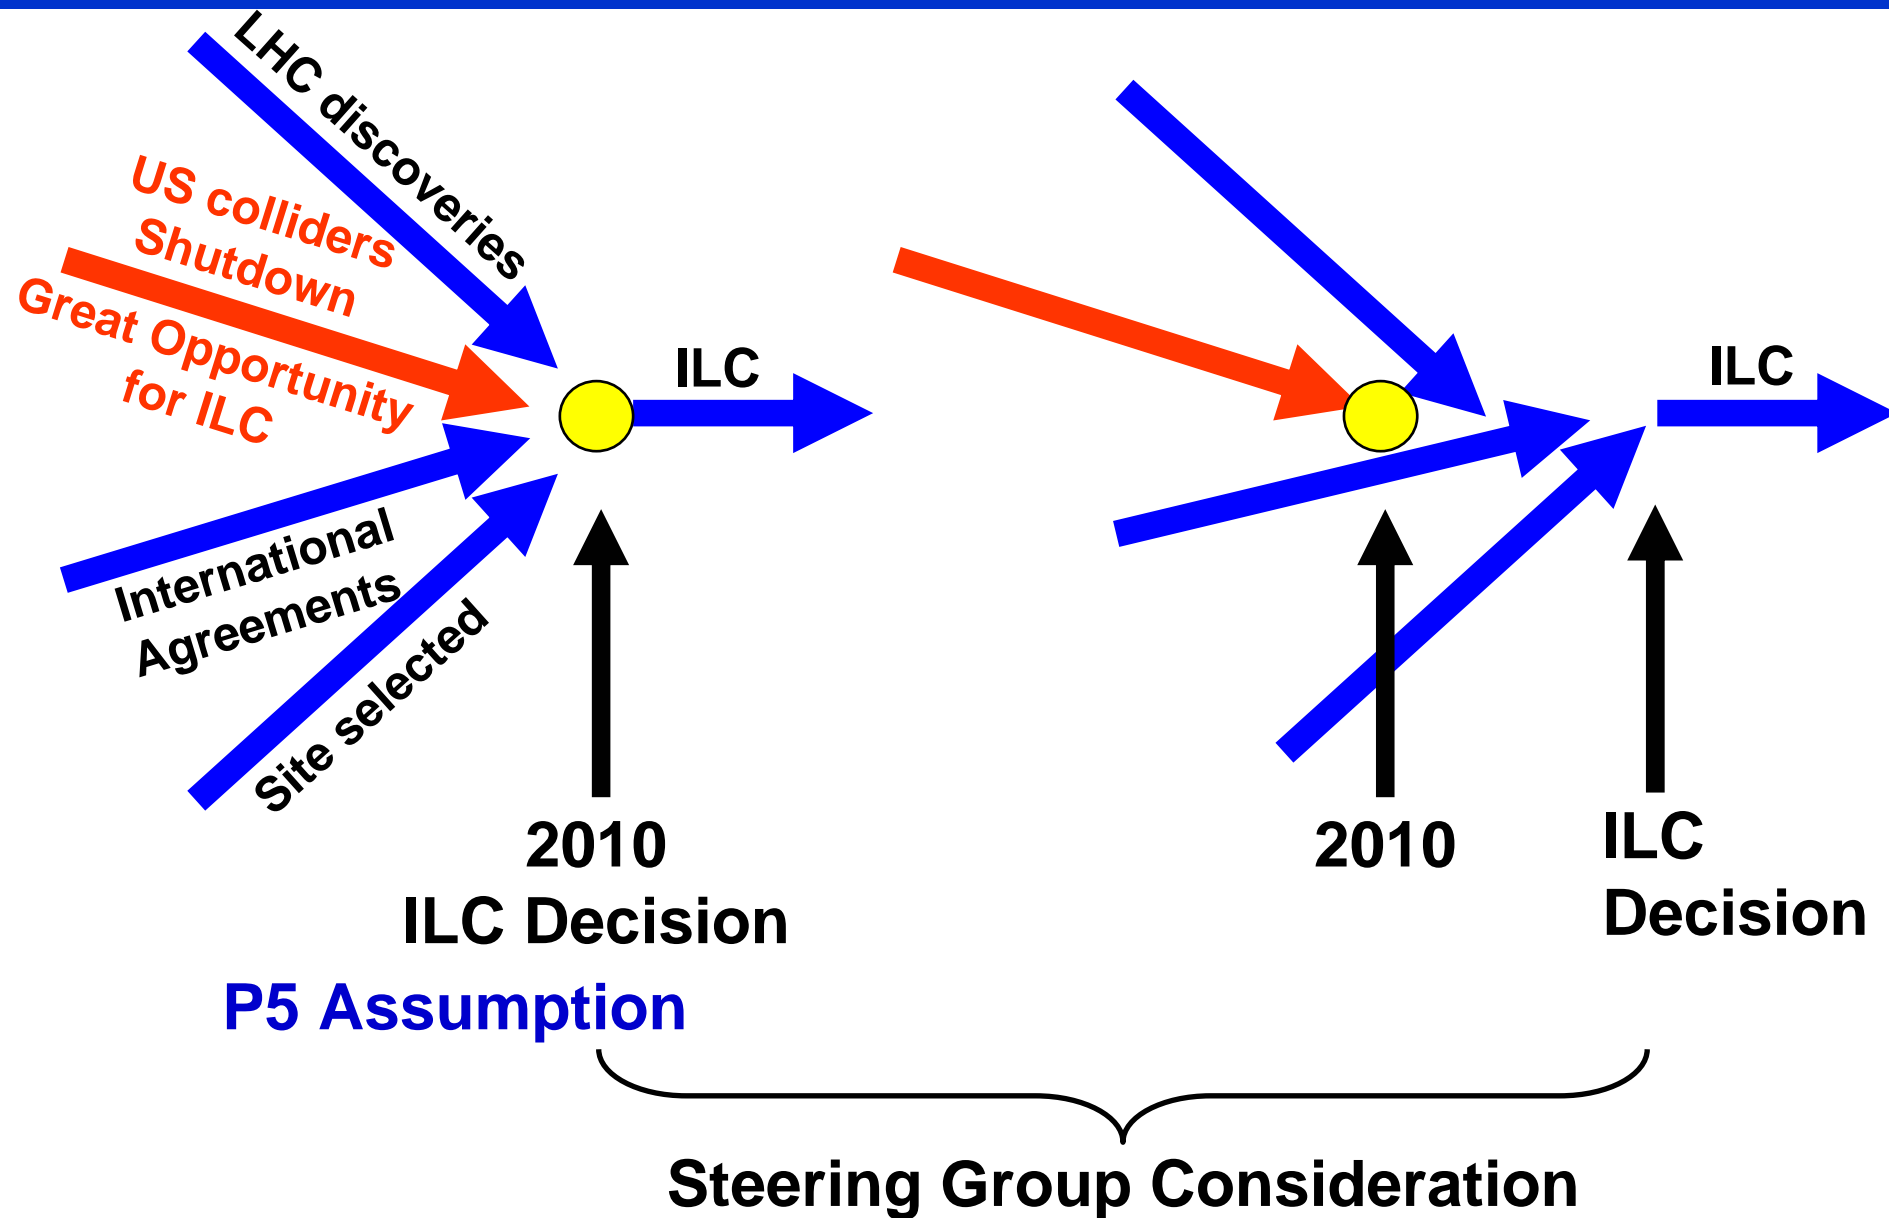 LHC discoveries
US colliders
Shutdown
Great Opportunity
for ILC
International
Agreements
Site selected
ILC
2010
ILC Decision
P5 Assumption
ILC
2010
ILC
Decision
Steering Group Consideration